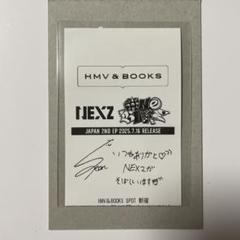 HMV & BOOKS
NEXZ
JAPAN 2ND EP 2025.7.16 RELEASE
いつもありがと♡
NEXZが
そばにいます
HMV&BOOKS SPOT 新宿